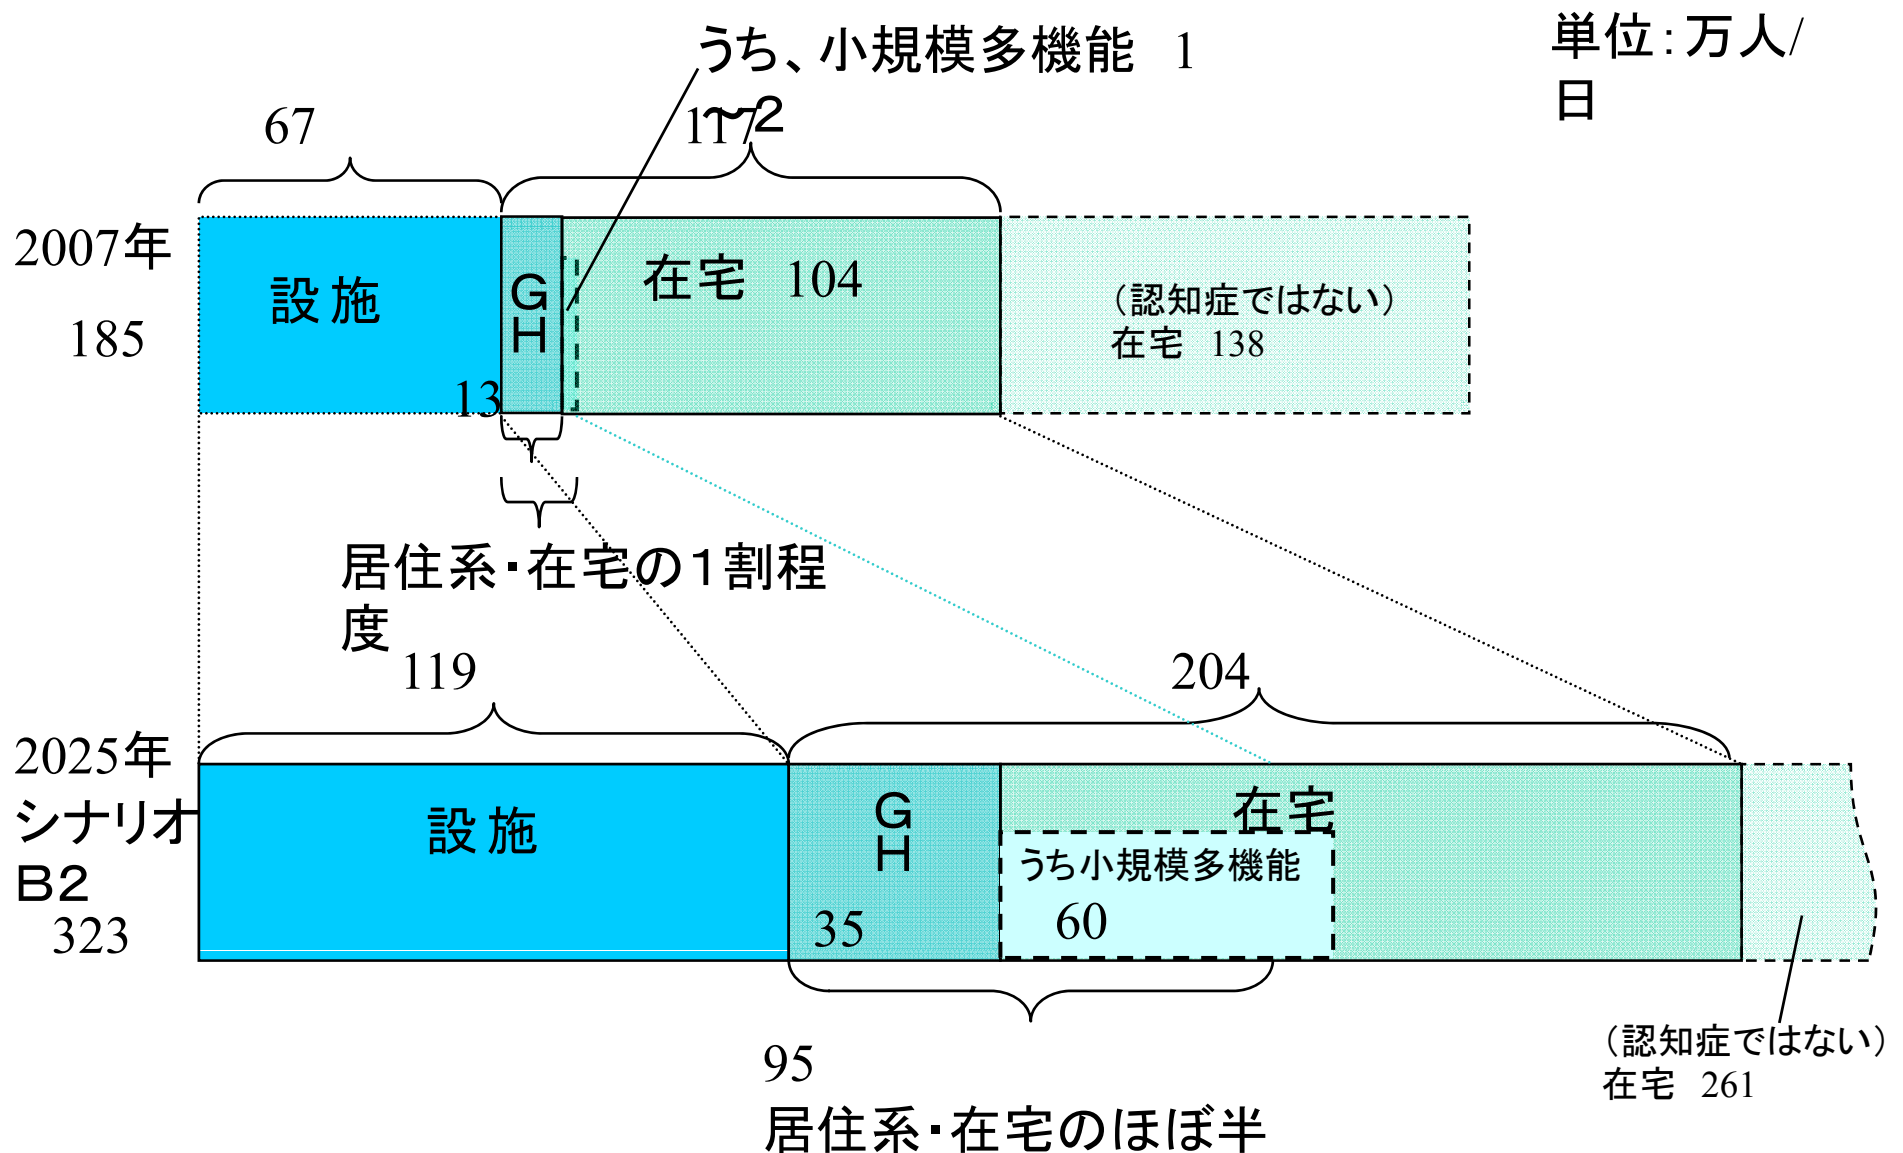 うち、小規模多機能 1
～2
単位：万人/
日
67
117
2007年
185
設施
GH
13
在宅 104
（認知症ではない）
在宅 138
居住系・在宅の１割程
度
119
204
2025年
シナリオ
B2
323
設施
GH
35
在宅
うち小規模多機能
60
95
居住系・在宅のほぼ半
（認知症ではない）
在宅 261